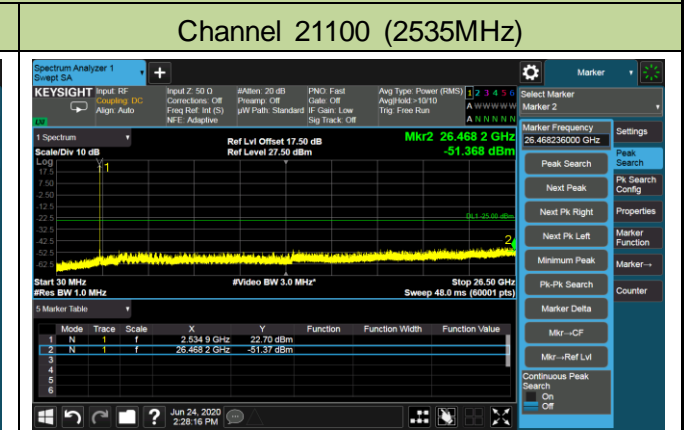 Channel 21100 (2535MHz)
Spectrum Analyzer 1
Swept SA
Marker
KEYSIGHT
Input: RF
Coupling: DC
Align: Auto
Input Z: 50 Ω
Corrections: Off
Freq Ref: Int (S)
NFE: Adaptive
#Atten: 20 dB
Preamp: Off
µW Path: Standard
PNO: Fast
Gate: Off
IF Gain: Low
Sig Track: Off
Avg Type: Power (RMS)
Avg|Hold:>10/10
Trig: Free Run
1 2 3 4 5 6
A W W W W W
A N N N N N
Select Marker
Marker 2
1 Spectrum
Scale/Div 10 dB
Log
Ref Lvl Offset 17.50 dB
Ref Level 27.50 dBm
Mkr2 26.468 2 GHz
-51.368 dBm
17.5
7.50
-2.50
-12.5
-22.5
-32.5
-42.5
-52.5
-62.5
1
DL1 -25.00 dBm
2
Start 30 MHz
#Res BW 1.0 MHz
#Video BW 3.0 MHz*
Stop 26.50 GHz
Sweep 48.0 ms (60001 pts)
5 Marker Table
Mode Trace Scale X Y Function Function Width Function Value
1 N 1 f 2.534 9 GHz 22.70 dBm
2 N 1 f 26.468 2 GHz -51.37 dBm
3
4
5
6
Marker Frequency
26.468236000 GHz
Peak Search
Next Peak
Next Pk Right
Next Pk Left
Minimum Peak
Pk-Pk Search
Marker Delta
Mkr→CF
Mkr→Ref Lvl
Continuous Peak
Search
On
Off
Settings
Peak
Search
Pk Search
Config
Properties
Marker
Function
Marker→
Counter
Jun 24, 2020
2:28:16 PM